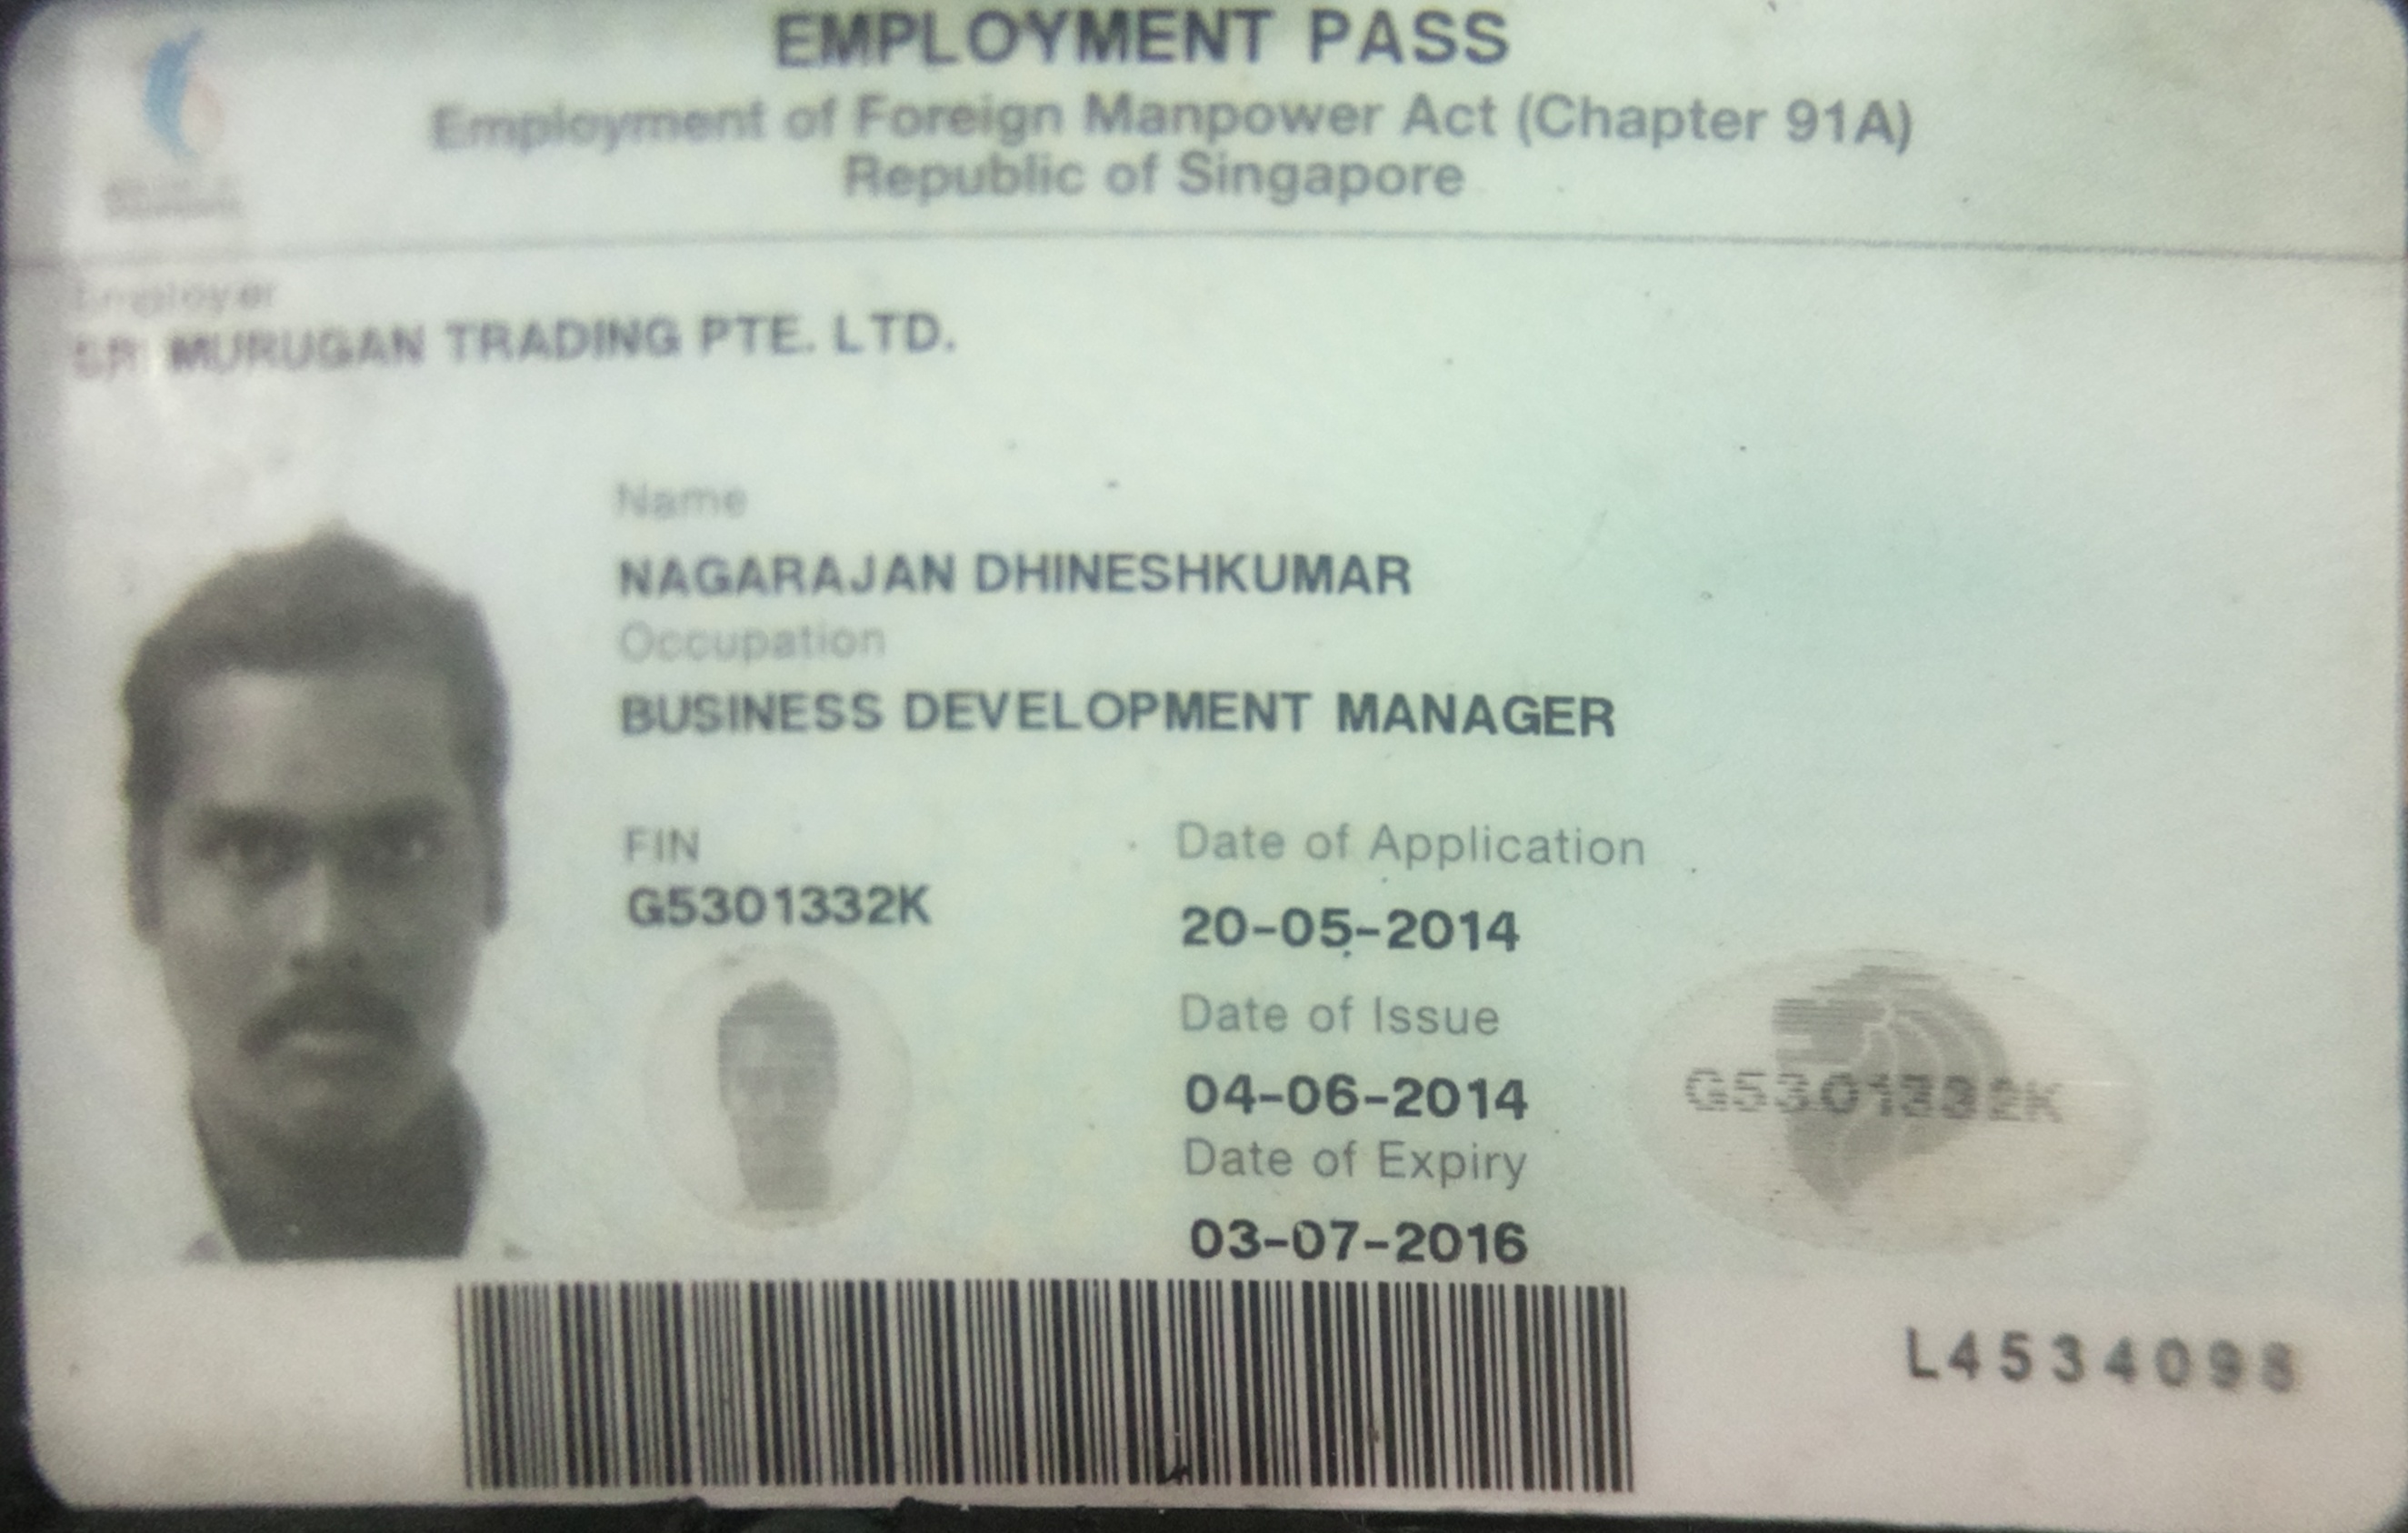 EMPLOYMENT PASS
Employment of Foreign Manpower Act (Chapter 91A)
Republic of Singapore
Employer
SRI MURUGAN TRADING PTE. LTD.
Name
NAGARAJAN DHINESHKUMAR
Occupation
BUSINESS DEVELOPMENT MANAGER
FIN
G5301332K
Date of Application
20-05-2014
Date of Issue
04-06-2014
G5301332K
Date of Expiry
03-07-2016
L4534098